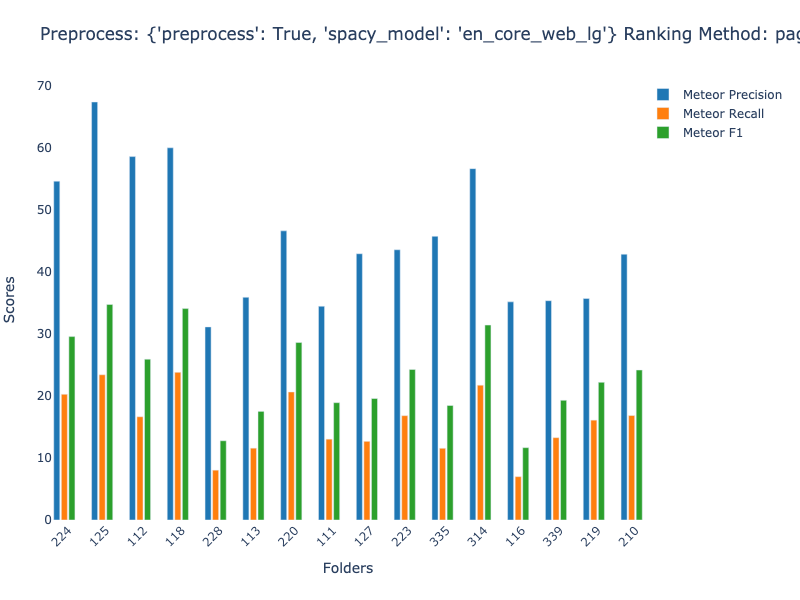 Preprocess: {'preprocess': True, 'spacy_model': 'en_core_web_lg'} Ranking Method:
Meteor Precision
Meteor Recall
Meteor F1
70
60
50
40
30
20
10
0
Scores
224 125 112 118 228 113 220 111 127 223 335 314 116 339 219 210
Folders